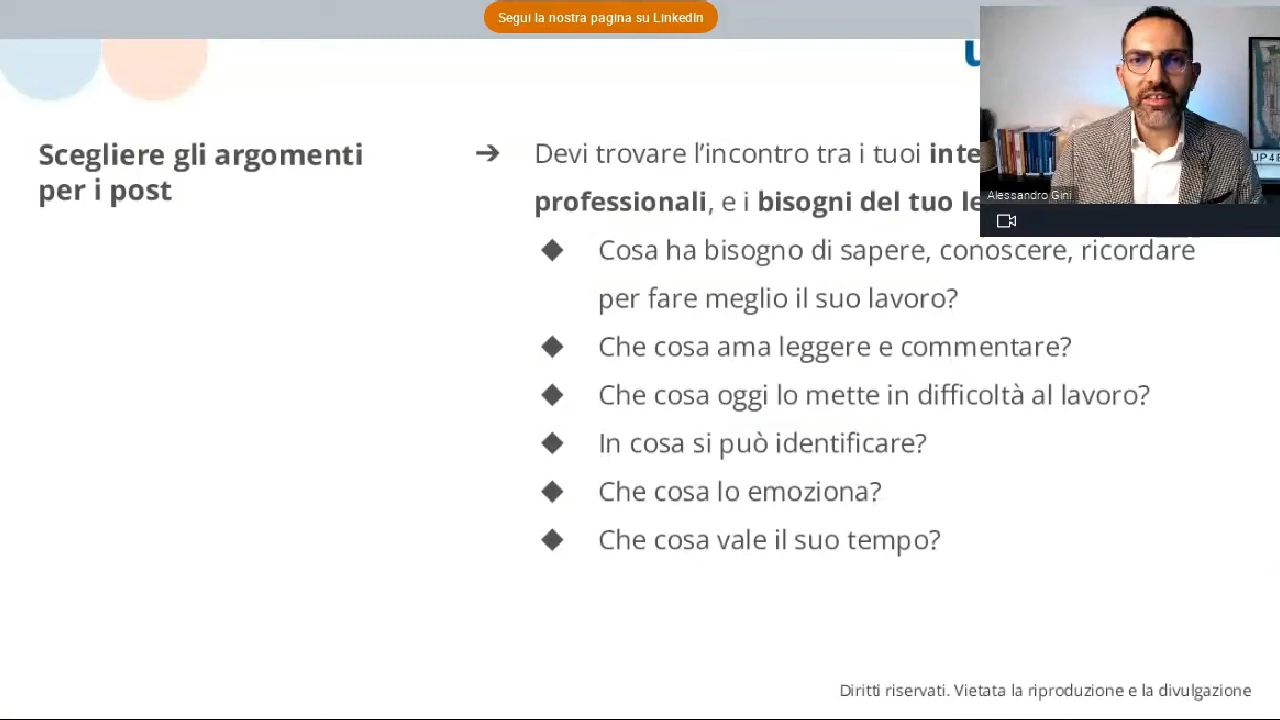 Segui la nostra pagina su LinkedIn
Scegliere gli argomenti
per i post
➔ Devi trovare l’incontro tra i tuoi
professionali, e i bisogni del tuo
◆ Cosa ha bisogno di sapere, conoscere, ricordare
per fare meglio il suo lavoro?
◆ Che cosa ama leggere e commentare?
◆ Che cosa oggi lo mette in difficoltà al lavoro?
◆ In cosa si può identificare?
◆ Che cosa lo emoziona?
◆ Che cosa vale il suo tempo?
Alessandro Gini
Diritti riservati. Vietata la riproduzione e la divulgazione